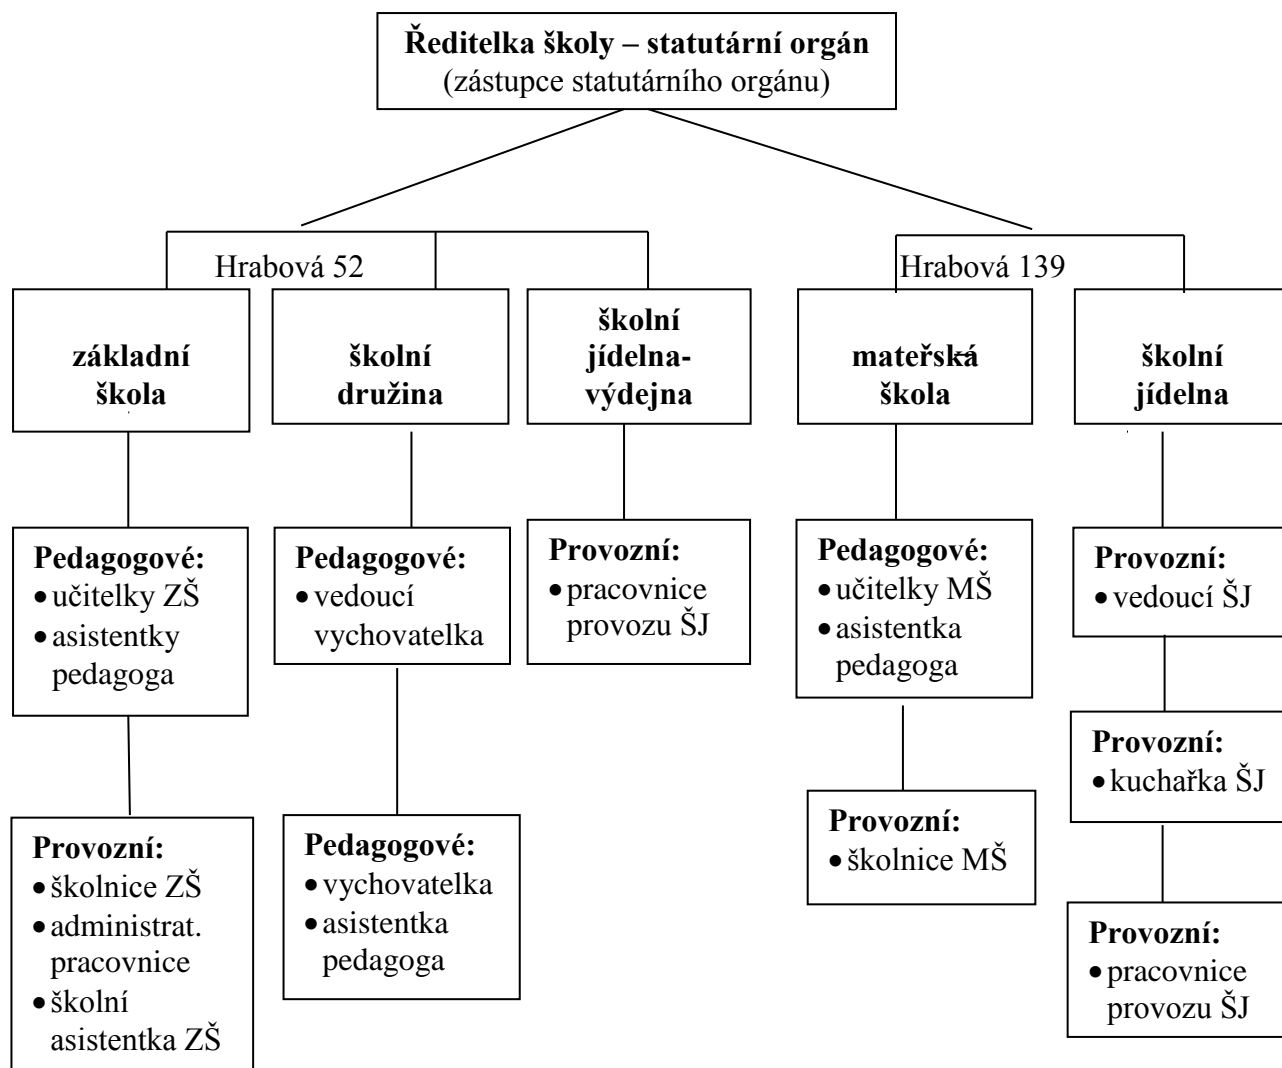 Ředitelka školy – statutární orgán
(zástupce statutárního orgánu)
Hrabová 52
Hrabová 139
základní
škola
školní
družina
školní
jídelna-
výdejna
mateřská
škola
školní
jídelna
Pedagogové:
• učitelky ZŠ
• asistentky
pedagoga
Pedagogové:
• vedoucí
vychovatelka
Provozní:
• pracovnice
provozu ŠJ
Pedagogové:
• učitelky MŠ
• asistentka
pedagoga
Provozní:
• vedoucí ŠJ
Provozní:
• školnice ZŠ
• administrat.
pracovnice
• školní
asistentka ZŠ
Pedagogové:
• vychovatelka
• asistentka
pedagoga
Provozní:
• školnice MŠ
Provozní:
• kuchařka ŠJ
Provozní:
• pracovnice
provozu ŠJ